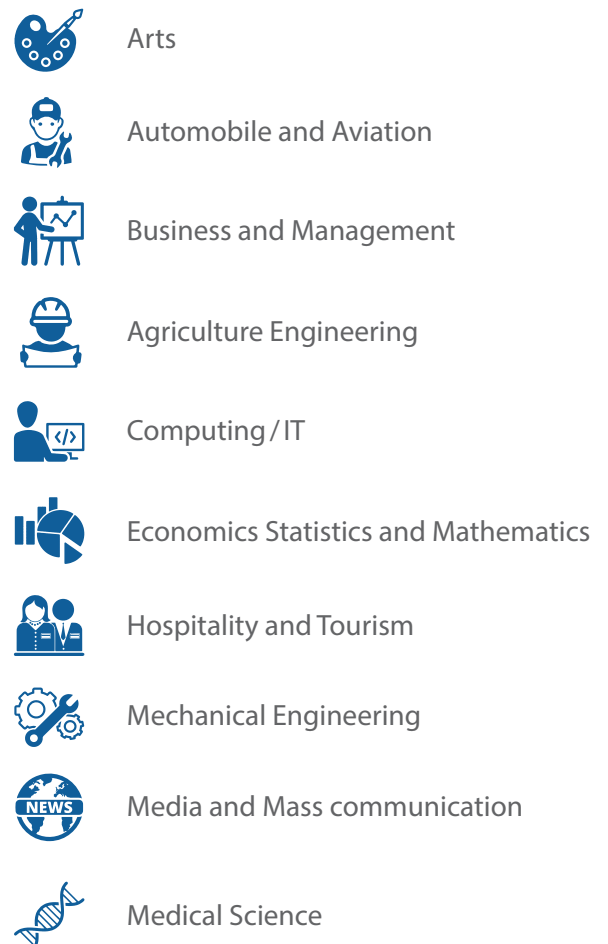 Arts
Automobile and Aviation
Business and Management
Agriculture Engineering
</>
Computing / IT
Economics Statistics and Mathematics
Hospitality and Tourism
Mechanical Engineering
NEWS
Media and Mass communication
Medical Science